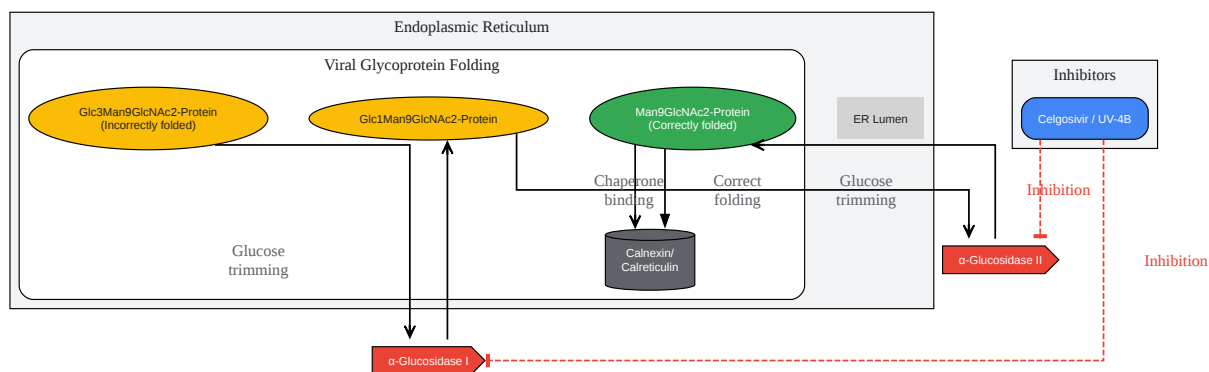 Endoplasmic Reticulum
Viral Glycoprotein Folding
Inhibitors
Glc3Man9GlcNAc2-Protein
(Incorrectly folded)
Glc1Man9GlcNAc2-Protein
Man9GlcNAc2-Protein
(Correctly folded)
ER Lumen
Celgosivir / UV-4B
Chaperone
binding
Correct
folding
Glucose
trimming
Inhibition
Glucose
trimming
Calnexin/
Calreticulin
α-Glucosidase II
Inhibition
α-Glucosidase I